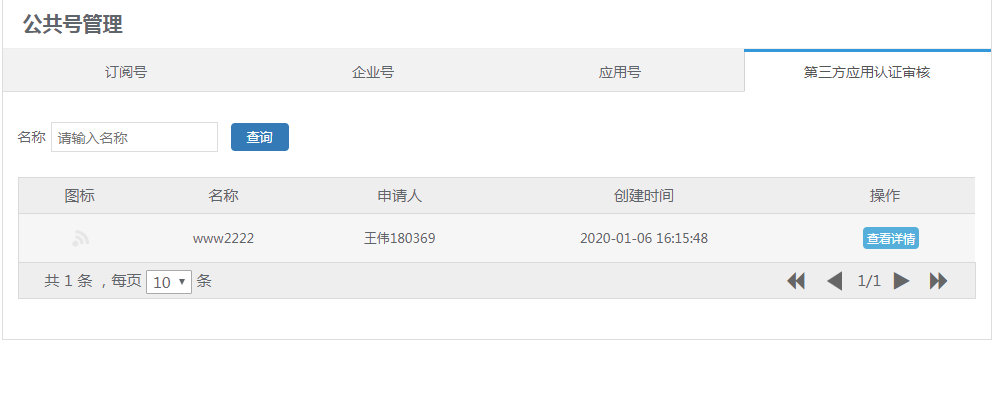 公共号管理
订阅号 企业号 应用号 第三方应用认证审核
名称 请输入名称 查询
图标 名称 申请人 创建时间 操作
www2222 王伟180369 2020-01-06 16:15:48 查看详情
共 1 条 ，每页 10 条 1/1